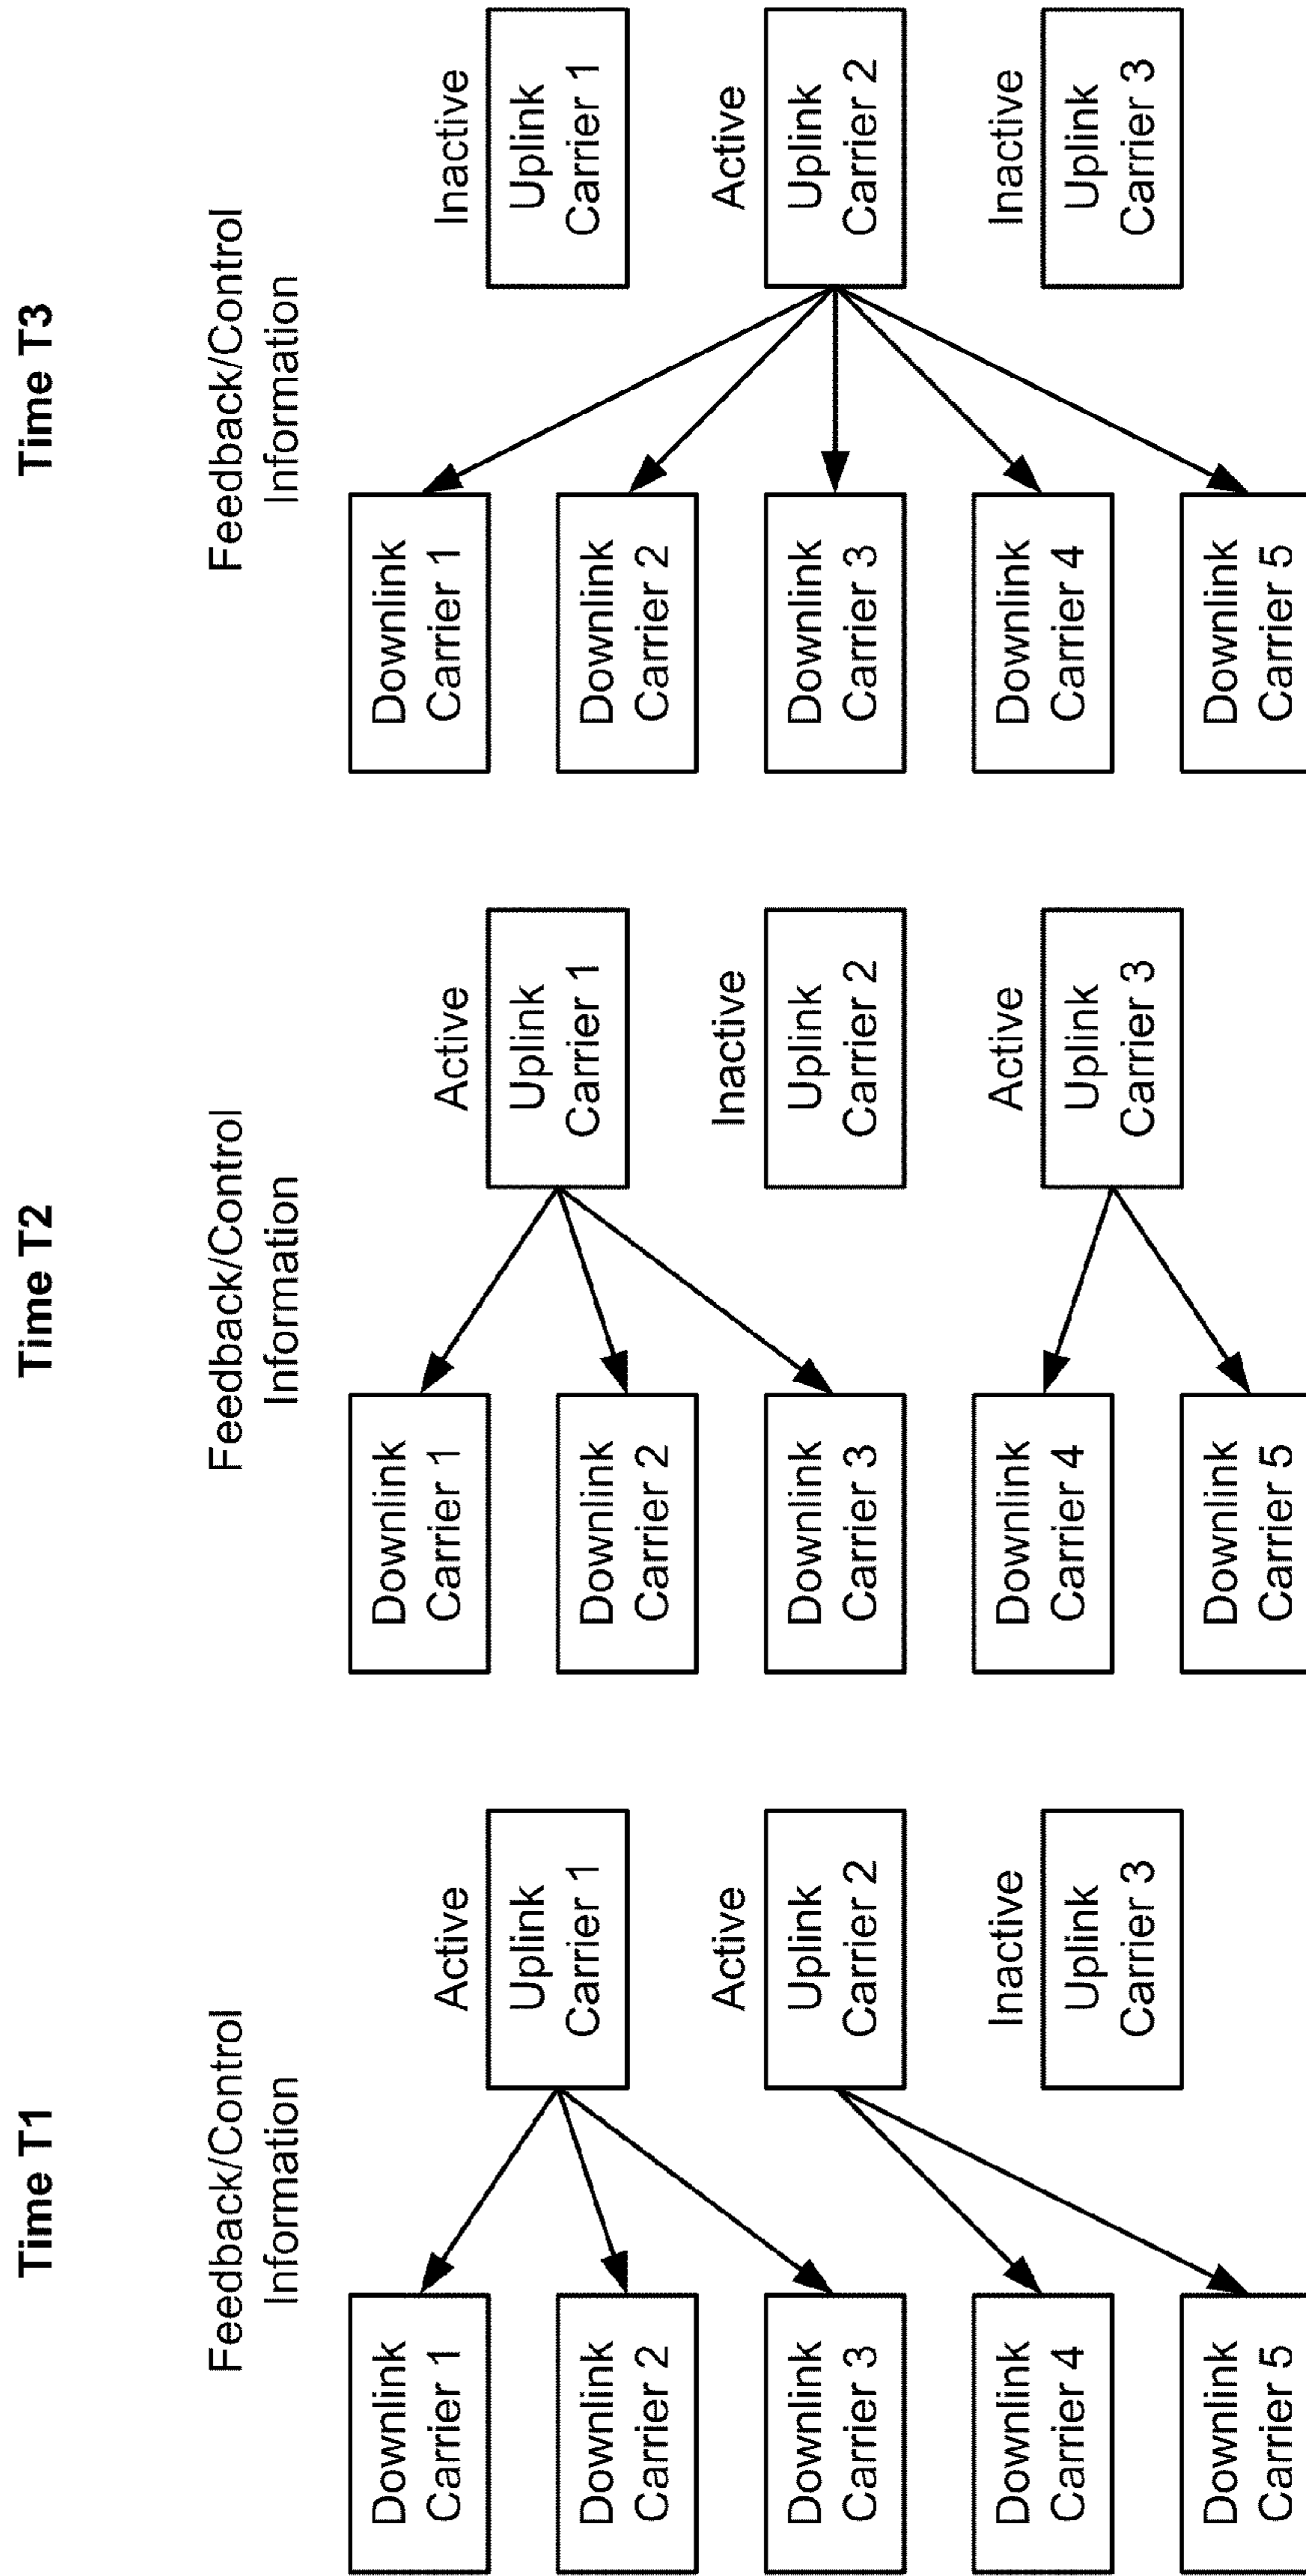 Time T1
Feedback/Control
Information
Downlink
Carrier 1
Downlink
Carrier 2
Downlink
Carrier 3
Downlink
Carrier 4
Downlink
Carrier 5
Active
Uplink
Carrier 1
Active
Uplink
Carrier 2
Inactive
Uplink
Carrier 3
Time T2
Feedback/Control
Information
Downlink
Carrier 1
Downlink
Carrier 2
Downlink
Carrier 3
Downlink
Carrier 4
Downlink
Carrier 5
Active
Uplink
Carrier 1
Inactive
Uplink
Carrier 2
Active
Uplink
Carrier 3
Time T3
Feedback/Control
Information
Downlink
Carrier 1
Downlink
Carrier 2
Downlink
Carrier 3
Downlink
Carrier 4
Downlink
Carrier 5
Inactive
Uplink
Carrier 1
Active
Uplink
Carrier 2
Inactive
Uplink
Carrier 3